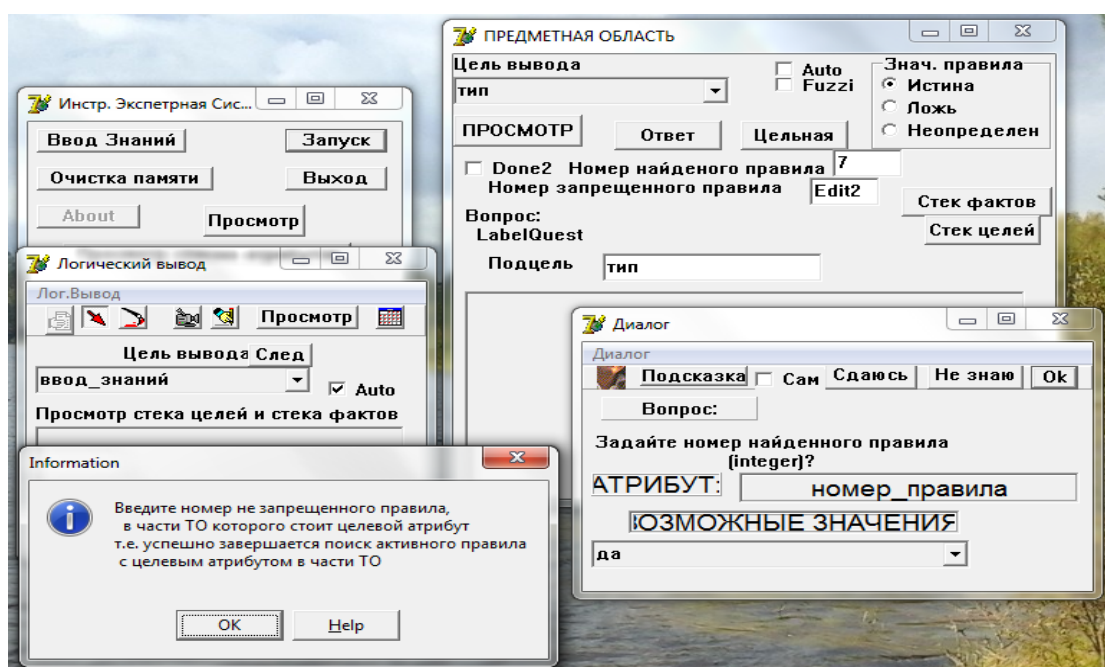 Инстр. Экспетрная Сис...
Ввод Знаний
Запуск
Очистка памяти
Выход
About
Просмотр
Логический вывод
Лог.Вывод
Просмотр
Цель вывода След
ввод_знаний
Auto
Просмотр стека целей и стека фактов
Information
Введите номер не запрещенного правила,
в части ТО которого стоит целевой атрибут
т.е. успешно завершается поиск активного правила
с целевым атрибутом в части ТО
OK
Help
ПРЕДМЕТНАЯ ОБЛАСТЬ
Цель вывода
тип
Auto
Fuzzi
Знач. правила
Истина
Ложь
Неопределен
ПРОСМОТР
Ответ
Цельная
Done2 Номер найденого правила 7
Номер запрещенного правила Edit2
Стек фактов
Вопрос:
LabelQuest
Стек целей
Подцель тип
Диалог
Диалог
Подсказка
Сам
Сдаюсь
Не знаю
Ok
Вопрос:
Задайте номер найденного правила
(integer)?
АТРИБУТ: номер_правила
ВОЗМОЖНЫЕ ЗНАЧЕНИЯ
да